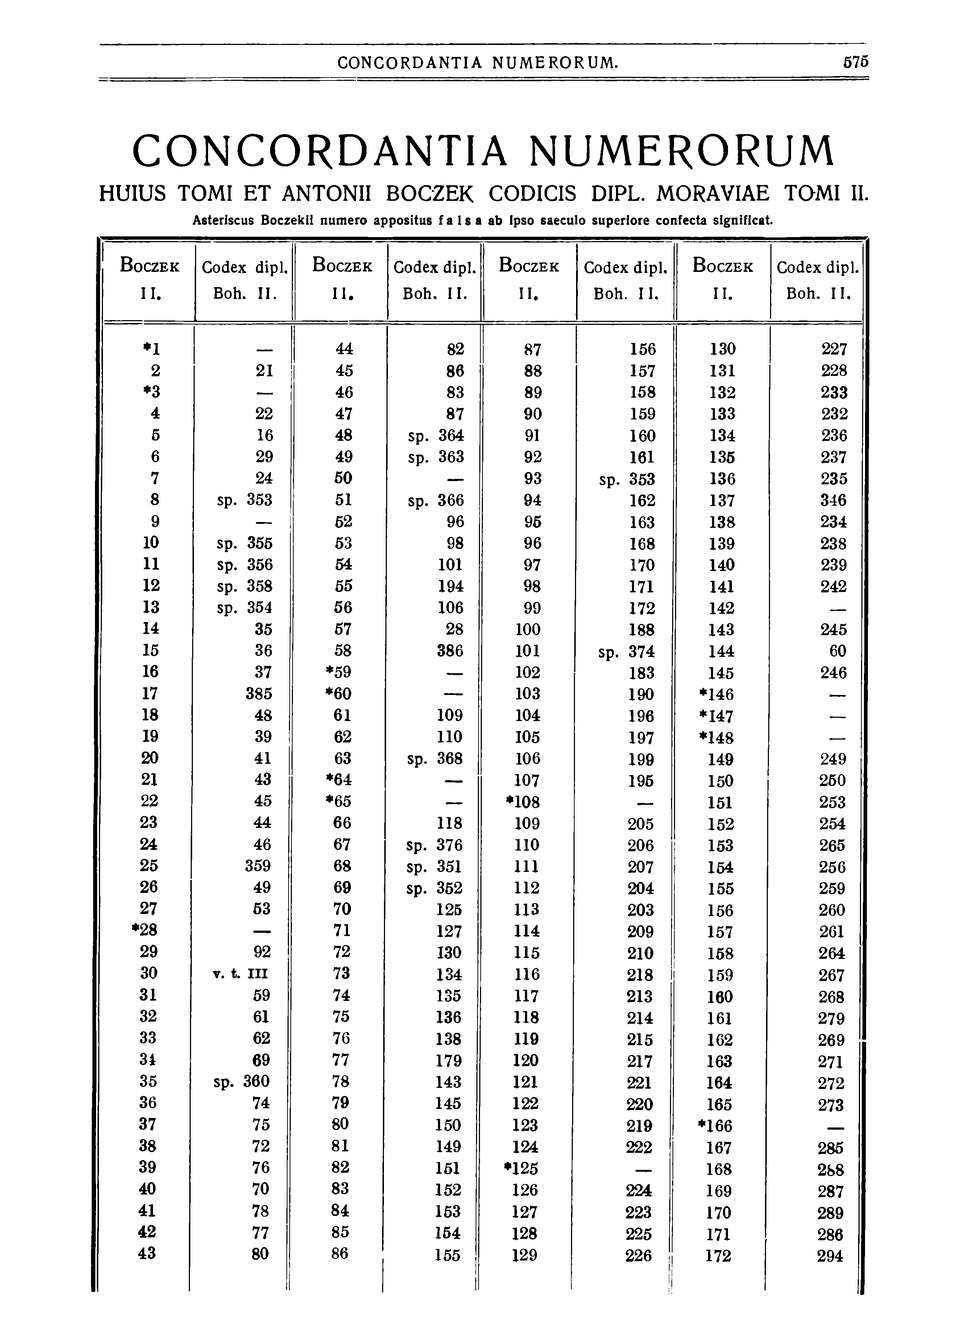 CONCORDANTIA NUMERORUM. 575
CONCORDANTIA NUMERORUM
HUIUS TOMI ET ANTONII BOCZEK CODICIS DIPL. MORAVIAE TOMI II.
Asteriscus Boczekii numero appositus falsa ab ipso saeculo superiore confecta significat.
BOCZEK Codex dipl. BOCZEK Codex dipl. BOCZEK Codex dipl. BOCZEK Codex dipl.
II. Boh. II. II. Boh. II. II. Boh. II. II. Boh. II.
*1 — 44 82 87 156 130 227
2 21 45 86 88 157 131 228
*3 — 46 83 89 158 132 233
4 22 47 87 90 159 133 232
5 16 48 sp. 364 91 160 134 236
6 29 49 sp. 363 92 161 135 237
7 24 50 — 93 sp. 353 136 235
8 sp. 353 51 sp. 366 94 162 137 346
9 — 52 96 95 163 138 234
10 sp. 355 53 98 96 168 139 238
11 sp. 356 54 101 97 170 140 239
12 sp. 358 55 194 98 171 141 242
13 sp. 354 56 106 99 172 142 —
14 35 57 28 100 188 143 245
15 36 58 386 101 sp. 374 144 60
16 37 *59 — 102 183 145 246
17 385 *60 — 103 190 *146 —
18 48 61 109 104 196 *147 —
19 39 62 110 105 197 *148 —
20 41 63 sp. 368 106 199 149 249
21 43 *64 — 107 195 150 250
22 45 *65 — *108 — 151 253
23 44 66 118 109 205 152 254
24 46 67 sp. 376 110 206 153 265
25 359 68 sp. 351 111 207 154 256
26 49 69 sp. 352 112 204 155 259
27 53 70 125 113 203 156 260
*28 — 71 127 114 209 157 261
29 92 72 130 115 210 158 264
30 v. t. III 73 134 116 218 159 267
31 59 74 135 117 213 160 268
32 61 75 136 118 214 161 279
33 62 76 138 119 215 162 269
34 69 77 179 120 217 163 271
35 sp. 360 78 143 121 221 164 272
36 74 79 145 122 220 165 273
37 75 80 150 123 219 *166 —
38 72 81 149 124 222 167 285
39 76 82 151 *125 — 168 288
40 70 83 152 126 224 169 287
41 78 84 153 127 223 170 289
42 77 85 154 128 225 171 286
43 80 86 155 129 226 172 294